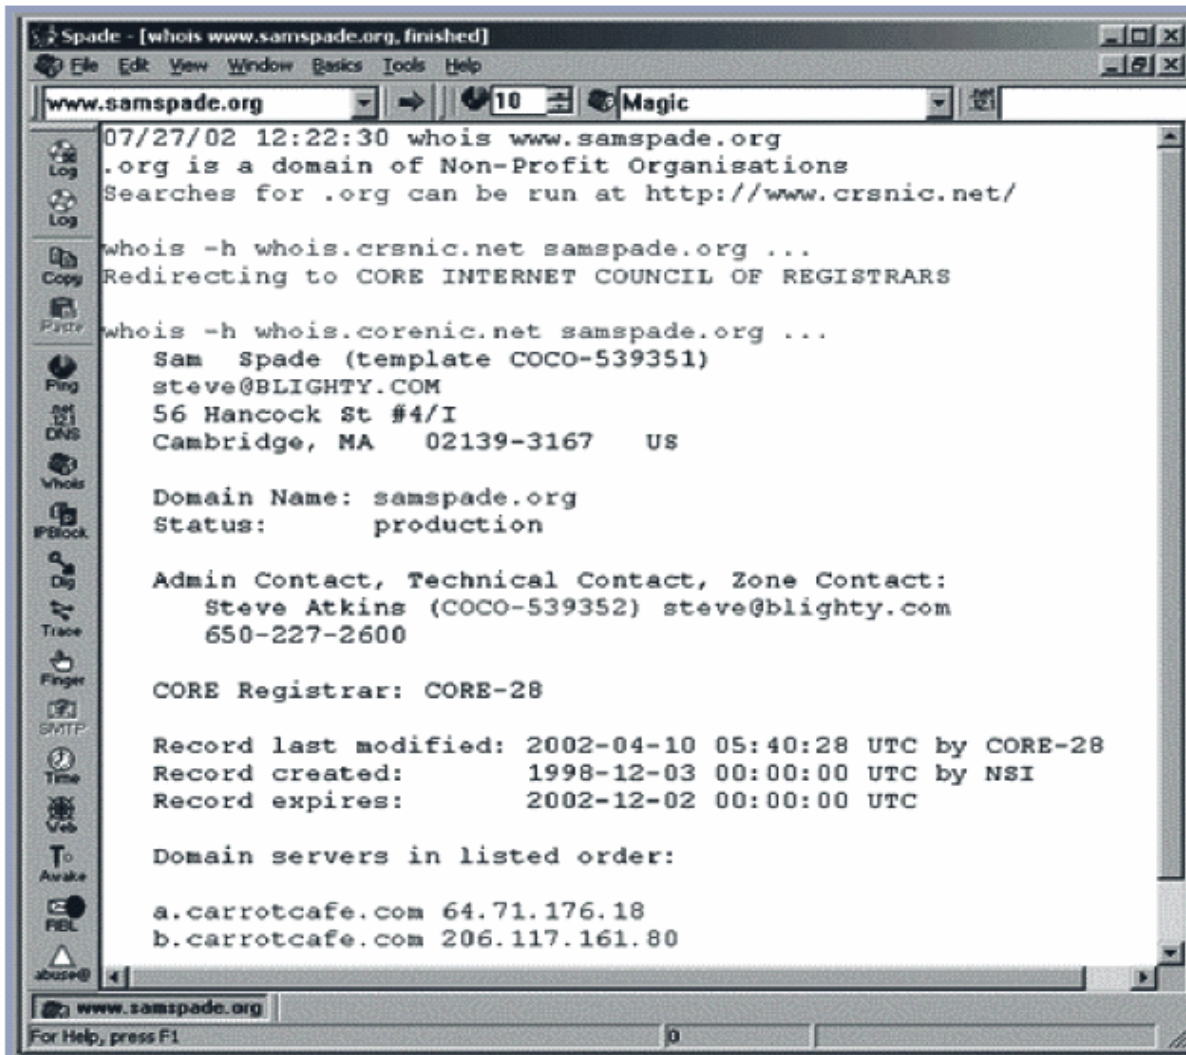 Spade - [whois www.samspade.org, finished]
File Edit View Window Basics Tools Help
www.samspade.org 10 Magic
07/27/02 12:22:30 whois www.samspade.org
.org is a domain of Non-Profit Organisations
Searches for .org can be run at http://www.crsnic.net/
whois -h whois.crsnic.net samspade.org ...
Redirecting to CORE INTERNET COUNCIL OF REGISTRARS
whois -h whois.corenic.net samspade.org ...
Sam Spade (template COCO-539351)
steve@BLIGHTY.COM
56 Hancock St #4/I
Cambridge, MA 02139-3167 US
Domain Name: samspade.org
Status: production
Admin Contact, Technical Contact, Zone Contact:
Steve Atkins (COCO-539352) steve@blighty.com
650-227-2600
CORE Registrar: CORE-28
Record last modified: 2002-04-10 05:40:28 UTC by CORE-28
Record created: 1998-12-03 00:00:00 UTC by NSI
Record expires: 2002-12-02 00:00:00 UTC
Domain servers in listed order:
a.carrotcafe.com 64.71.176.18
b.carrotcafe.com 206.117.161.80
Log
Log
Copy
Paste
Ping
DNS
Whois
IPBlock
Dig
Trace
Finger
SMTP
Time
Web
Awake
RBL
abuse@
www.samspade.org
For Help, press F1
0